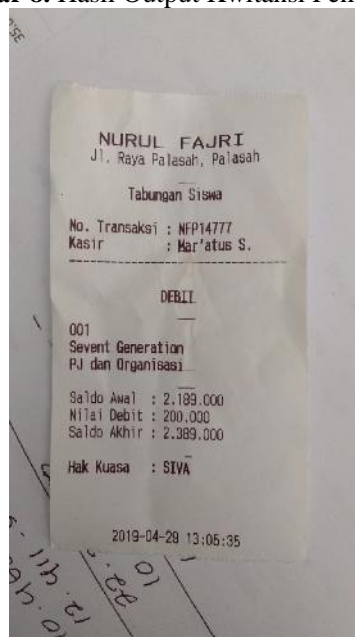 NURUL FAJRI
Jl. Raya Palasah, Palasah
Tabungan Siswa
No. Transaksi : NFP14777
Kasir : Mar'atus S.
DEBIT
001
Sevent Generation
PJ dan Organisasi
Saldo Awal : 2.189.000
Nilai Debit : 200.000
Saldo Akhir : 2.389.000
Hak Kuasa : SIVA
2019-04-29 13:05:35